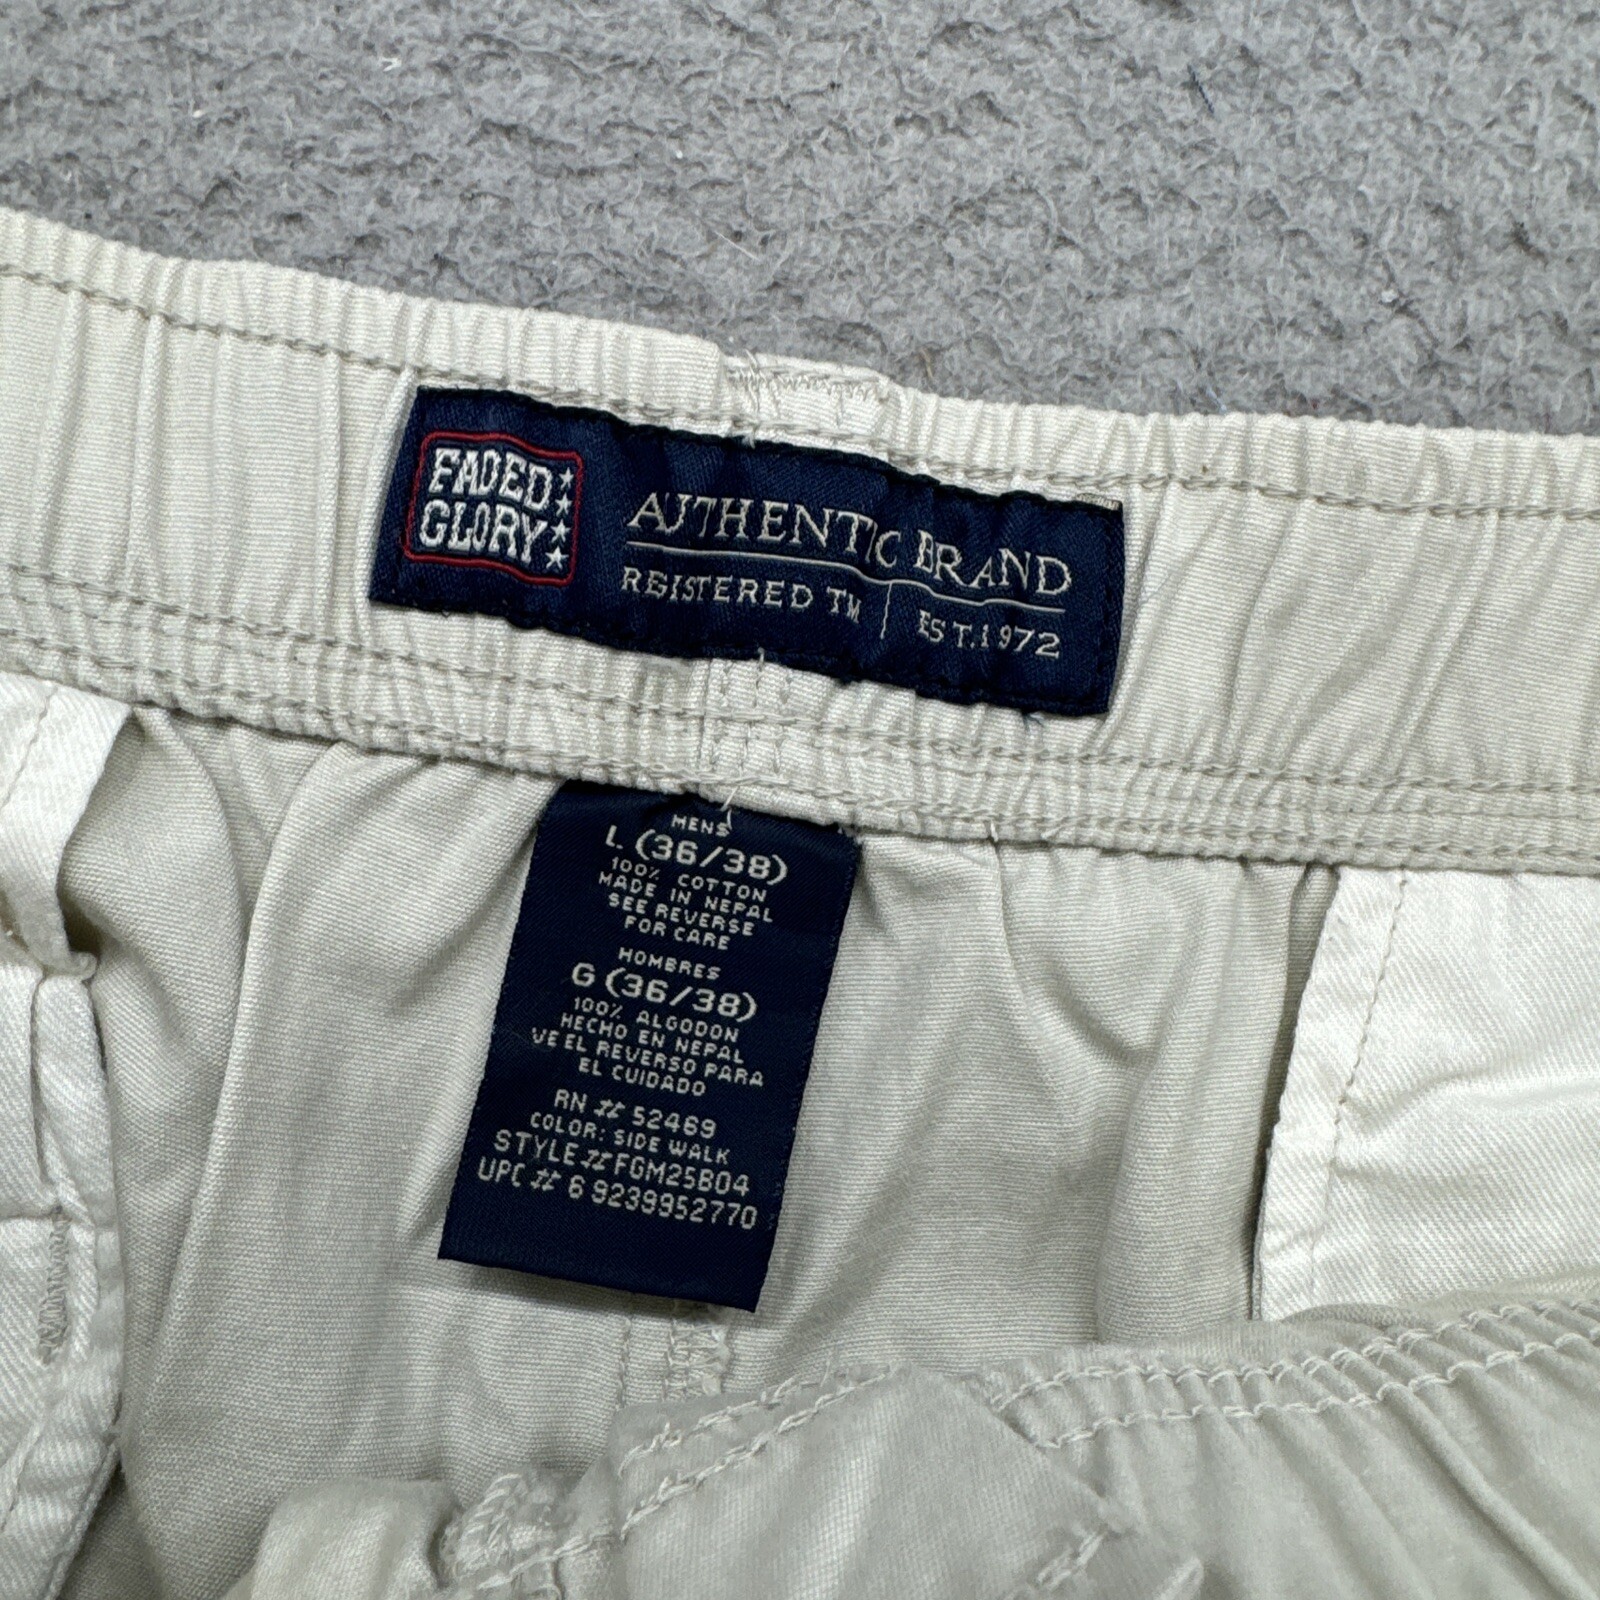 FADED
GLORY
AUTHENTIC BRAND
REGISTERED TM | EST.1972
MENS
L (36/38)
100% COTTON
MADE IN NEPAL
SEE REVERSE
FOR CARE
HOMBRES
G (36/38)
100% ALGODON
HECHO EN NEPAL
VE EL REVERSO PARA
EL CUIDADO
RN # 52469
COLOR: SIDE WALK
STYLE # FGM25B04
UPC # 6 9239952770